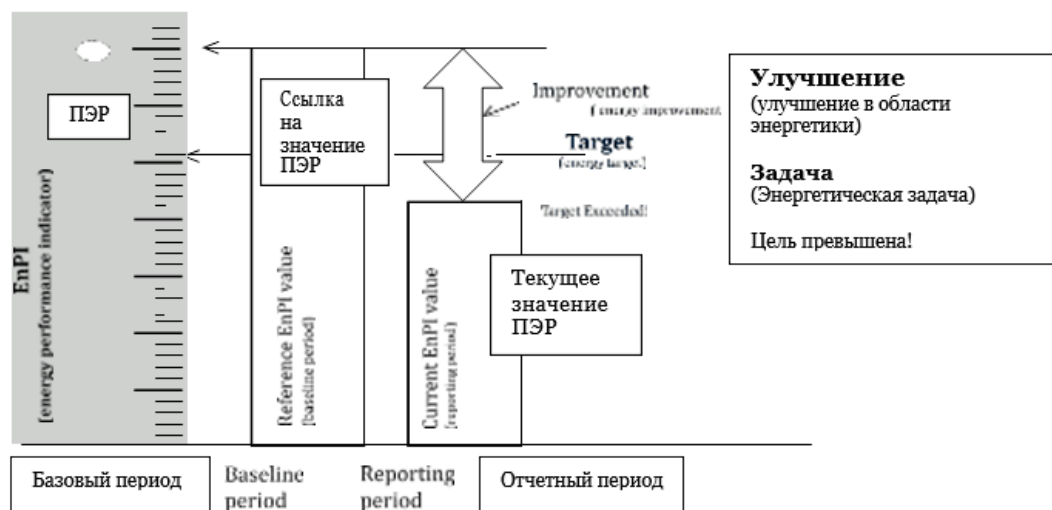 ПЭР
EnPI
(energy performance indicator)
Ссылка
на
значение
ПЭР
Reference EnPI value
(baseline period)
Improvement
( energy improvement
Target
(energy target)
Target Exceeded!
Current EnPI value
(reporting period)
Текущее
значение
ПЭР
Улучшение
(улучшение в области
энергетики)
Задача
(Энергетическая задача)
Цель превышена!
Базовый период
Baseline
period
Reporting
period
Отчетный период